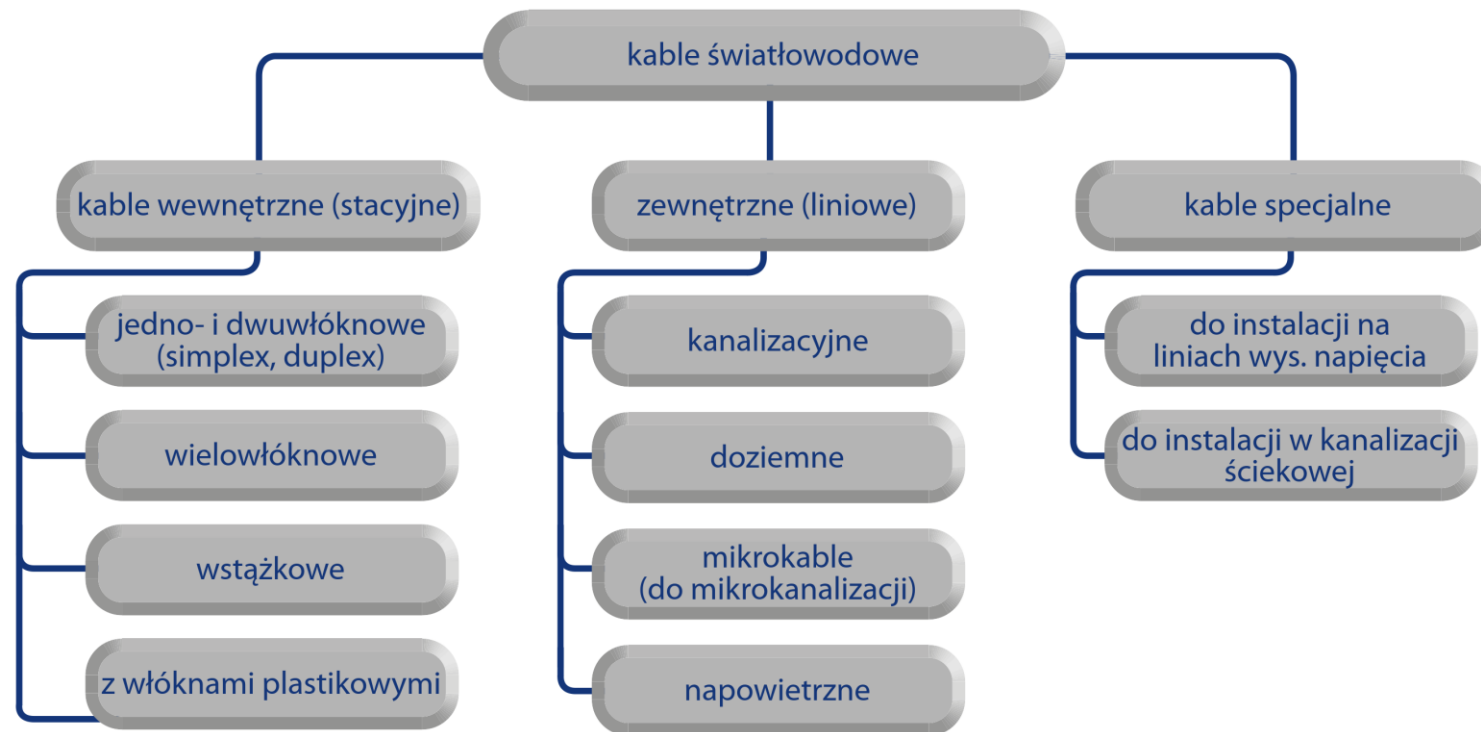 kable światłowodowe
kable wewnętrzne (stacyjne)
jedno- i dwuwłóknowe
(simplex, duplex)
wielowłóknowe
wstążkowe
z włóknami plastikowymi
zewnętrzne (liniowe)
kanalizacyjne
doziemne
mikrokable
(do mikrokanalizacji)
napowietrzne
kable specjalne
do instalacji na
liniach wys. napięcia
do instalacji w kanalizacji
ściekowej